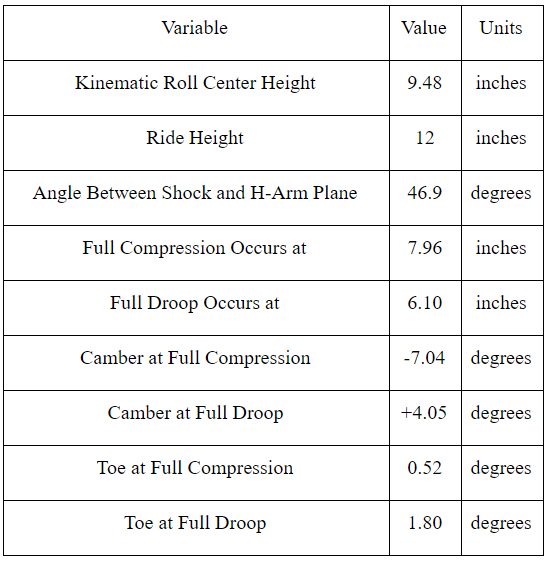 Variable Value Units
Kinematic Roll Center Height 9.48 inches
Ride Height 12 inches
Angle Between Shock and H-Arm Plane 46.9 degrees
Full Compression Occurs at 7.96 inches
Full Droop Occurs at 6.10 inches
Camber at Full Compression -7.04 degrees
Camber at Full Droop +4.05 degrees
Toe at Full Compression 0.52 degrees
Toe at Full Droop 1.80 degrees